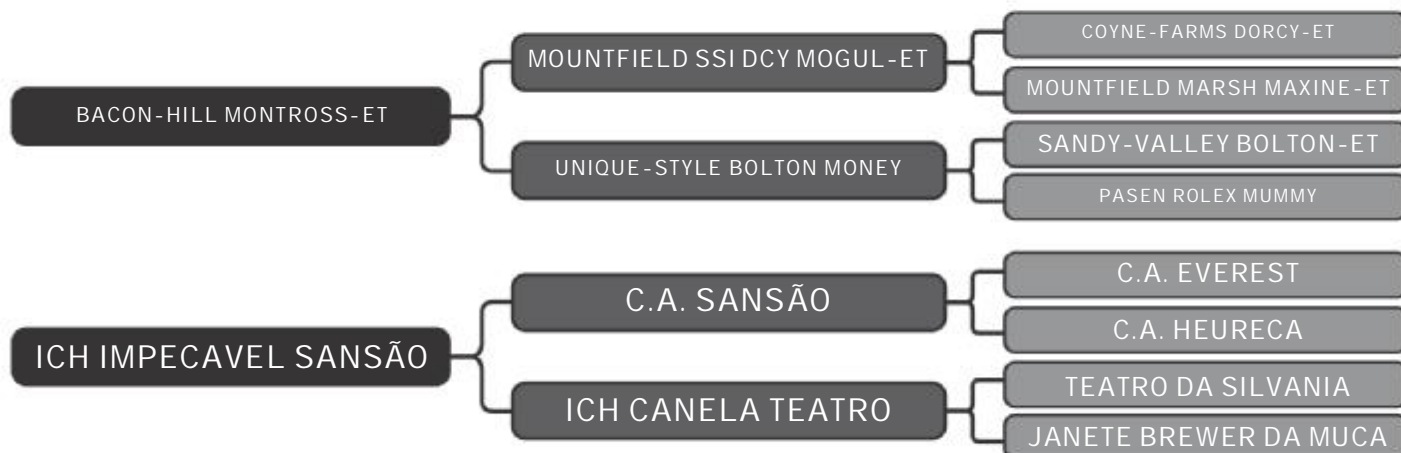 COYNE-FARMS DORCY-ET
MOUNTFIELD SSI DCY MOGUL-ET
MOUNTFIELD MARSH MAXINE-ET
BACON-HILL MONTROSS-ET
SANDY-VALLEY BOLTON-ET
UNIQUE-STYLE BOLTON MONEY
PASEN ROLEX MUMMY
C.A. EVEREST
C.A. SANSÃO
C.A. HEURECA
ICH IMPECAVEL SANSÃO
TEATRO DA SILVANIA
ICH CANELA TEATRO
JANETE BREWER DA MUCA